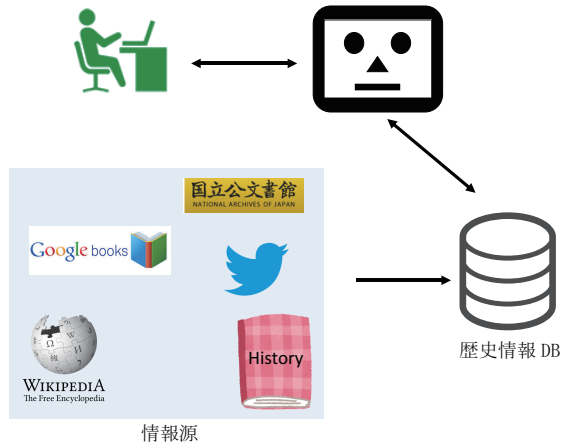 国立公文書館
NATIONAL ARCHIVES OF JAPAN
Google books
WIKIPEDIA
The Free Encyclopedia
History
歴史情報 DB
情報源